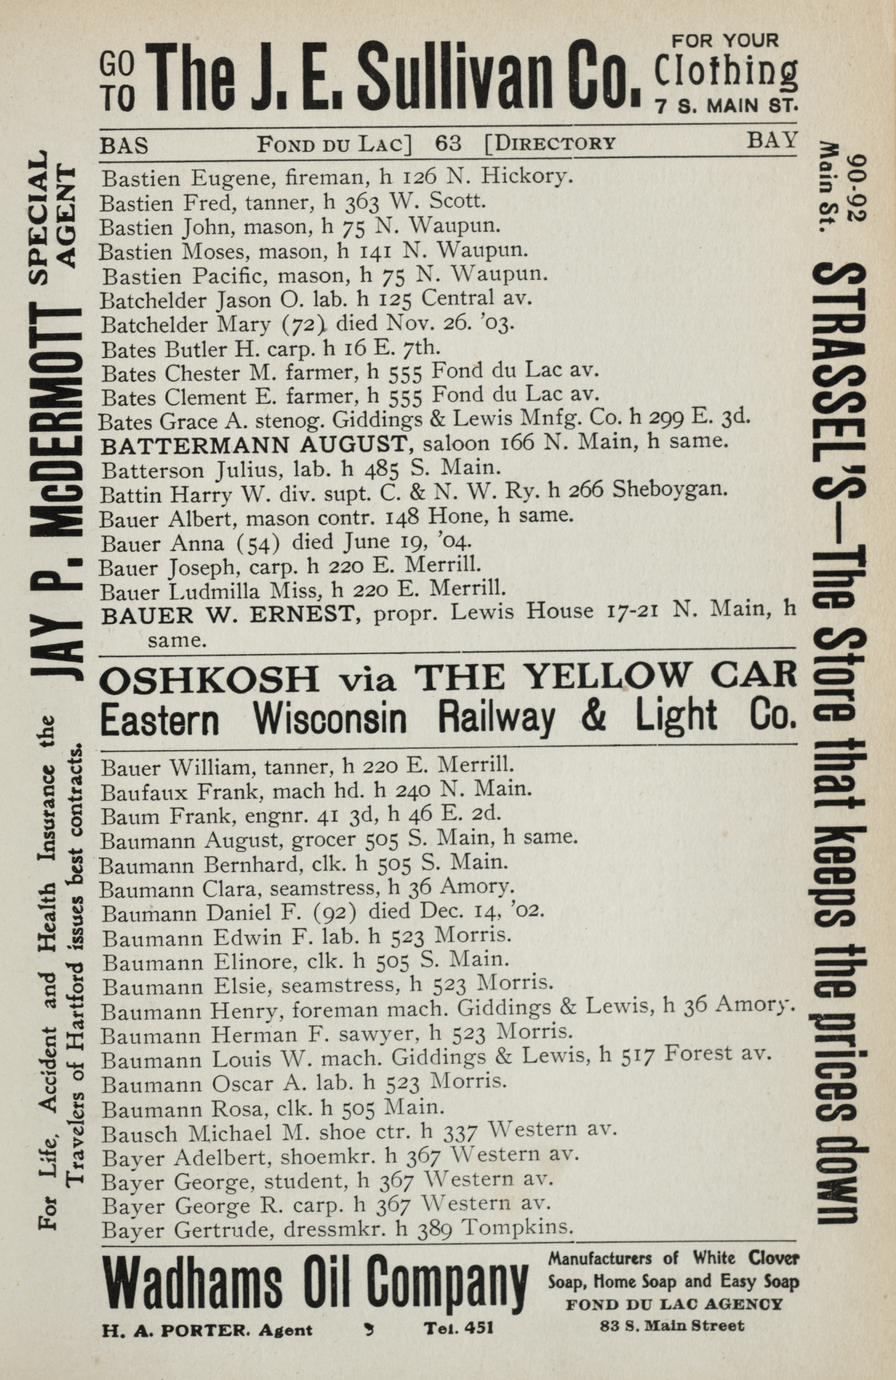 GO TO The J. E. Sullivan Co. FOR YOUR Clothing 7 S. MAIN ST.
BAS FOND DU LAC] 63 [DIRECTORY BAY
Bastien Eugene, fireman, h 126 N. Hickory.
Bastien Fred, tanner, h 363 W. Scott.
Bastien John, mason, h 75 N. Waupun.
Bastien Moses, mason, h 141 N. Waupun.
Bastien Pacific, mason, h 75 N. Waupun.
Batchelder Jason O. lab. h 125 Central av.
Batchelder Mary (72) died Nov. 26. '03.
Bates Butler H. carp. h 16 E. 7th.
Bates Chester M. farmer, h 555 Fond du Lac av.
Bates Clement E. farmer, h 555 Fond du Lac av.
Bates Grace A. stenog. Giddings & Lewis Mnfg. Co. h 299 E. 3d.
BATTERMANN AUGUST, saloon 166 N. Main, h same.
Batterson Julius, lab. h 485 S. Main.
Battin Harry W. div. supt. C. & N. W. Ry. h 266 Sheboygan.
Bauer Albert, mason contr. 148 Hone, h same.
Bauer Anna (54) died June 19, '04.
Bauer Joseph, carp. h 220 E. Merrill.
Bauer Ludmilla Miss, h 220 E. Merrill.
BAUER W. ERNEST, propr. Lewis House 17-21 N. Main, h
same.
OSHKOSH via THE YELLOW CAR
Eastern Wisconsin Railway & Light Co.
Bauer William, tanner, h 220 E. Merrill.
Baufaux Frank, mach hd. h 240 N. Main.
Baum Frank, engnr. 41 3d, h 46 E. 2d.
Baumann August, grocer 505 S. Main, h same.
Baumann Bernhard, clk. h 505 S. Main.
Baumann Clara, seamstress, h 36 Amory.
Baumann Daniel F. (92) died Dec. 14, '02.
Baumann Edwin F. lab. h 523 Morris.
Baumann Elinore, clk. h 505 S. Main.
Baumann Elsie, seamstress, h 523 Morris.
Baumann Henry, foreman mach. Giddings & Lewis, h 36 Amory.
Baumann Herman F. sawyer, h 523 Morris.
Baumann Louis W. mach. Giddings & Lewis, h 517 Forest av.
Baumann Oscar A. lab. h 523 Morris.
Baumann Rosa, clk. h 505 Main.
Bausch Michael M. shoe ctr. h 337 Western av.
Bayer Adelbert, shoemkr. h 367 Western av.
Bayer George, student, h 367 Western av.
Bayer George R. carp. h 367 Western av.
Bayer Gertrude, dressmkr. h 389 Tompkins.
Wadhams Oil Company
H. A. PORTER. Agent Tel. 451
Manufacturers of White Clover
Soap, Home Soap and Easy Soap
FOND DU LAC AGENCY
83 S. Main Street
For Life, Accident and Health Insurance the
Travelers of Hartford issues best contracts.
JAY P. McDERMOTT SPECIAL AGENT
90-92 Main St. STRASSEL'S—The Store that keeps the prices down